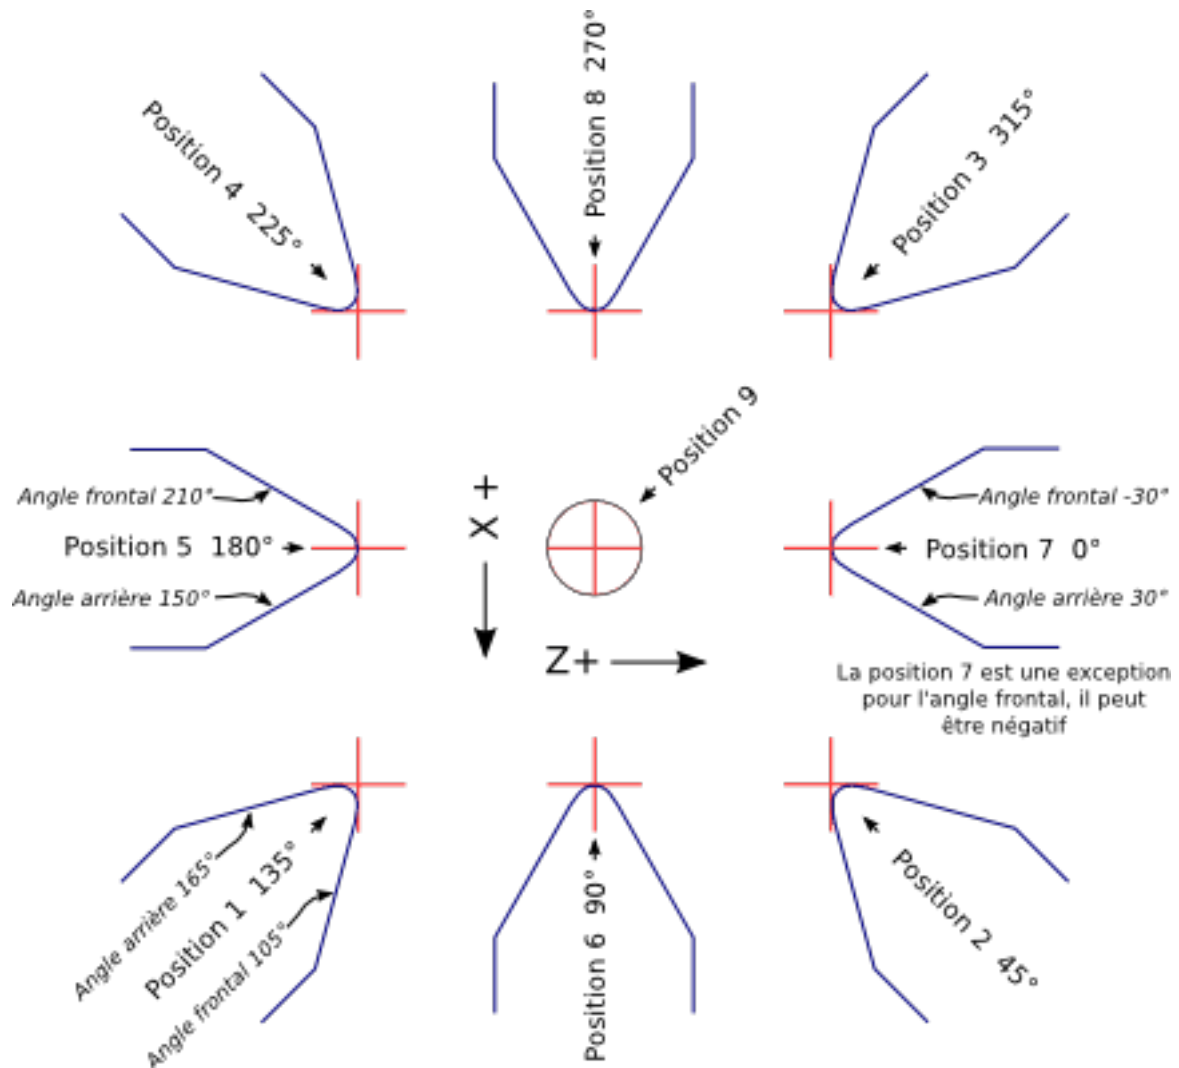 Position 4  225°
Position 8  270°
Position 3  315°
Position 9
Angle frontal 210°
Position 5  180°
Angle arrière 150°
X +
Z+
Angle frontal -30°
Position 7  0°
Angle arrière 30°
La position 7 est une exception
pour l'angle frontal, il peut
être négatif
Angle arrière 165°
Position 1  135°
Angle frontal 105°
Position 6  90°
Position 2  45°